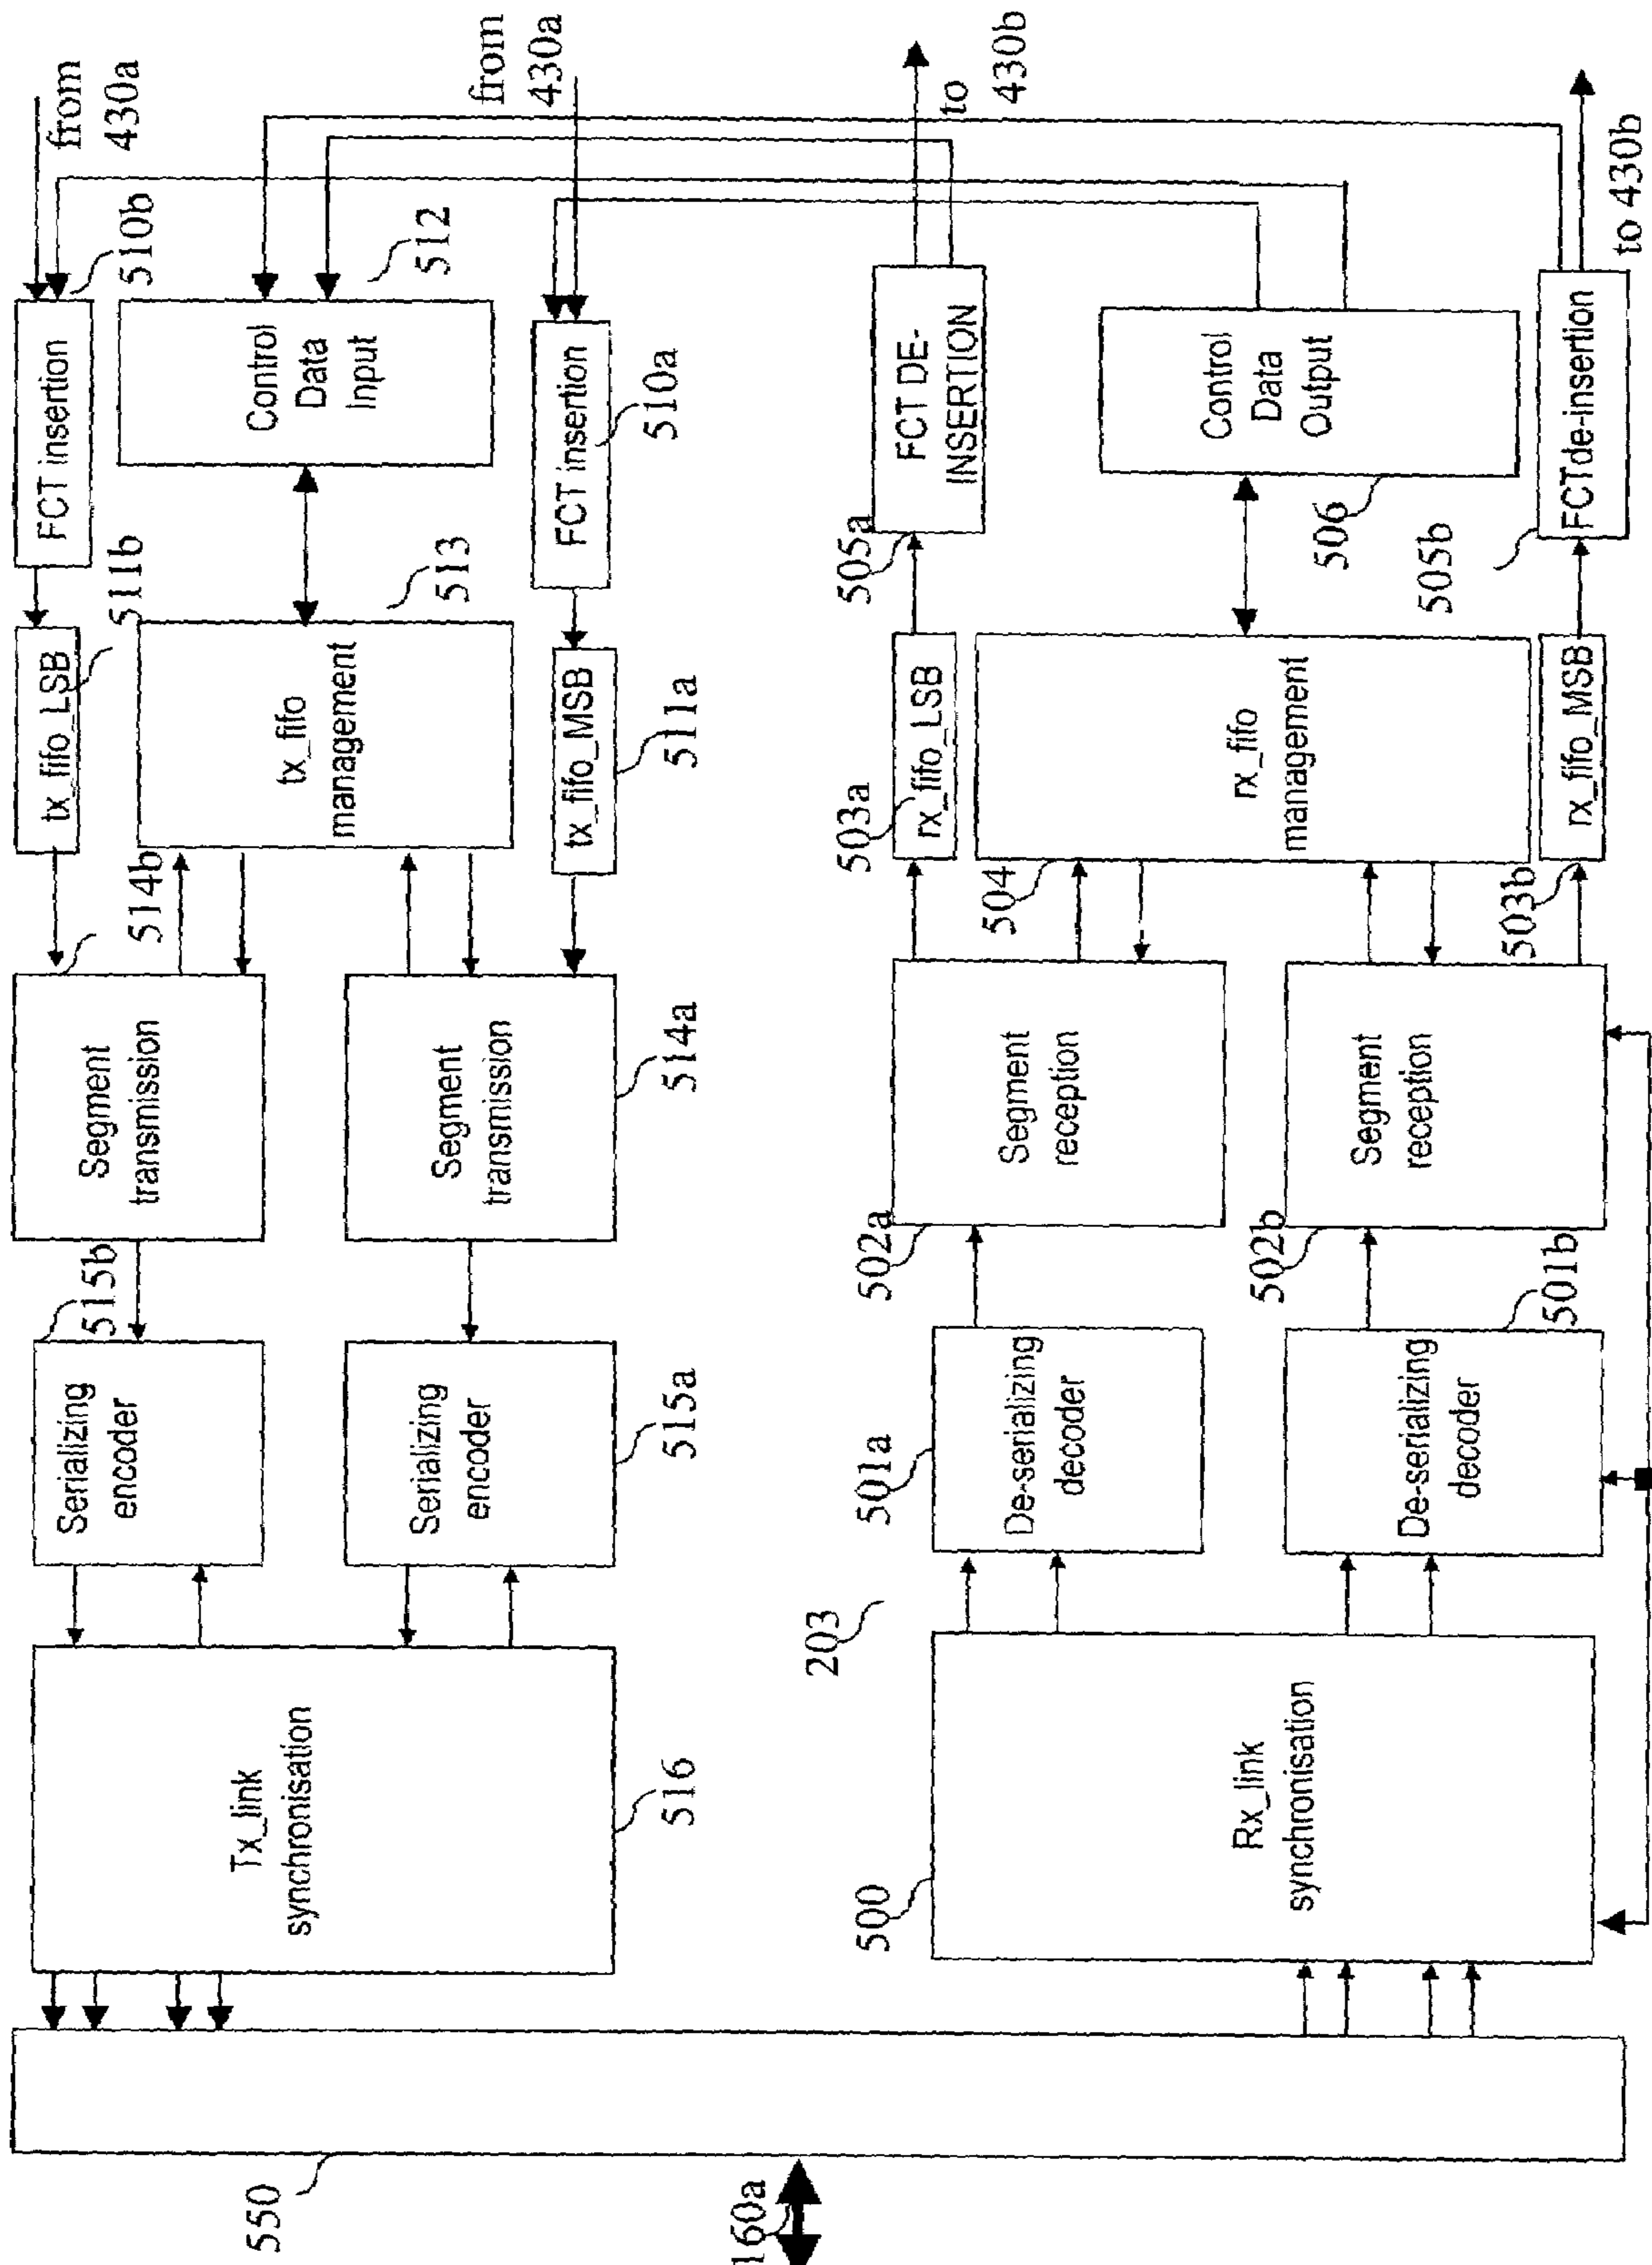 from
430a
from
430a
to
430b
to 430b
510b
512
FCT insertion
Control
Data
Input
FCT insertion
510a
FCT DE-
INSERTION
Control
Data
Output
FCT de-insertion
511b
513
505a
506
505b
tx_fifo_LSB
tx_fifo
management
tx_fifo_MSB
511a
503a
rx_fifo_LSB
rx_fifo
management
rx_fifo_MSB
514b
504
503b
Segment
transmission
Segment
transmission
514a
Segment
reception
Segment
reception
515b
502a
502b
501b
Serializing
encoder
Serializing
encoder
515a
501a
De-serializing
decoder
De-serializing
decoder
203
Tx_link
synchronisation
516
500
Rx_link
synchronisation
550
160a